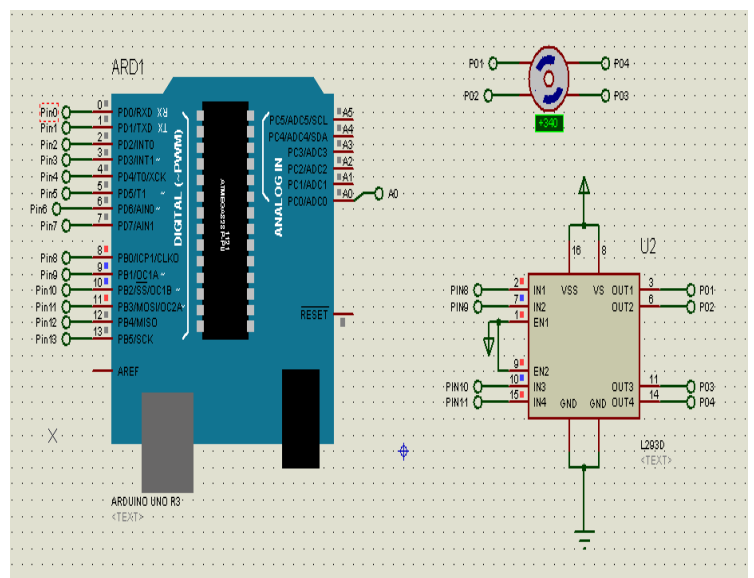 ARD1
Pin0
Pin1
Pin2
Pin3
Pin4
Pin5
Pin6
Pin7
Pin8
Pin9
Pin10
Pin11
Pin12
Pin13
0
1
2
3
4
5
6
7
8
9
10
11
12
13
PD0/RXD RX
PD1/TXD TX
PD2/INT0
PD3/INT1~
PD4/T0/XCK
PD5/T1 ~
PD6/AIN0~
PD7/AIN1
PB0/ICP1/CLKO
PB1/OC1A ~
PB2/SS/OC1B ~
PB3/MOSI/OC2A~
PB4/MISO
PB5/SCK
AREF
DIGITAL (~PWM)
1121
ANALOG IN
PC5/ADC5/SCL
PC4/ADC4/SDA
PC3/ADC3
PC2/ADC2
PC1/ADC1
PC0/ADC0
A5
A4
A3
A2
A1
A0
A0
RESET
ARDUINO UNO R3
<TEXT>
P01
P02
P04
P03
+340
U2
16
8
PIN8
PIN9
PIN10
PIN11
2
7
1
9
10
15
IN1
IN2
EN1
EN2
IN3
IN4
VSS
VS
OUT1
OUT2
OUT3
OUT4
GND
GND
3
6
11
14
P01
P02
P03
P04
L293D
<TEXT>